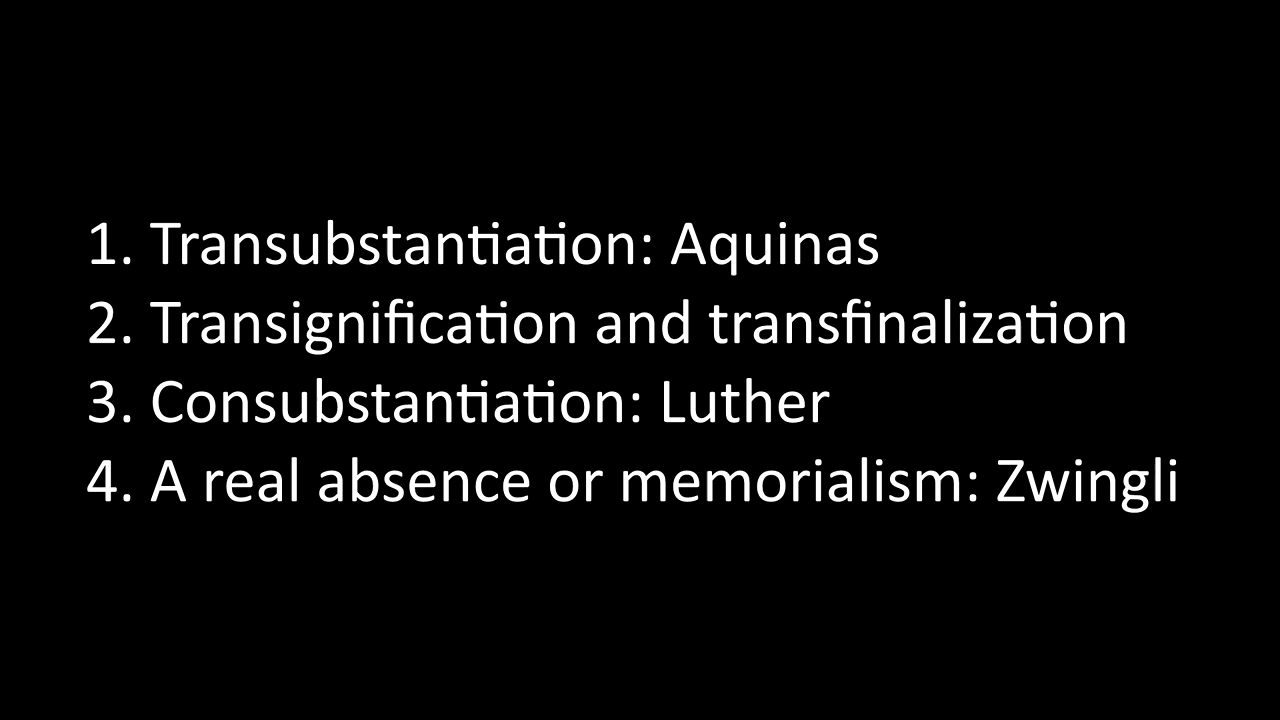 1. Transubstantiation: Aquinas
2. Transignification and transfinalization
3. Consubstantiation: Luther
4. A real absence or memorialism: Zwingli